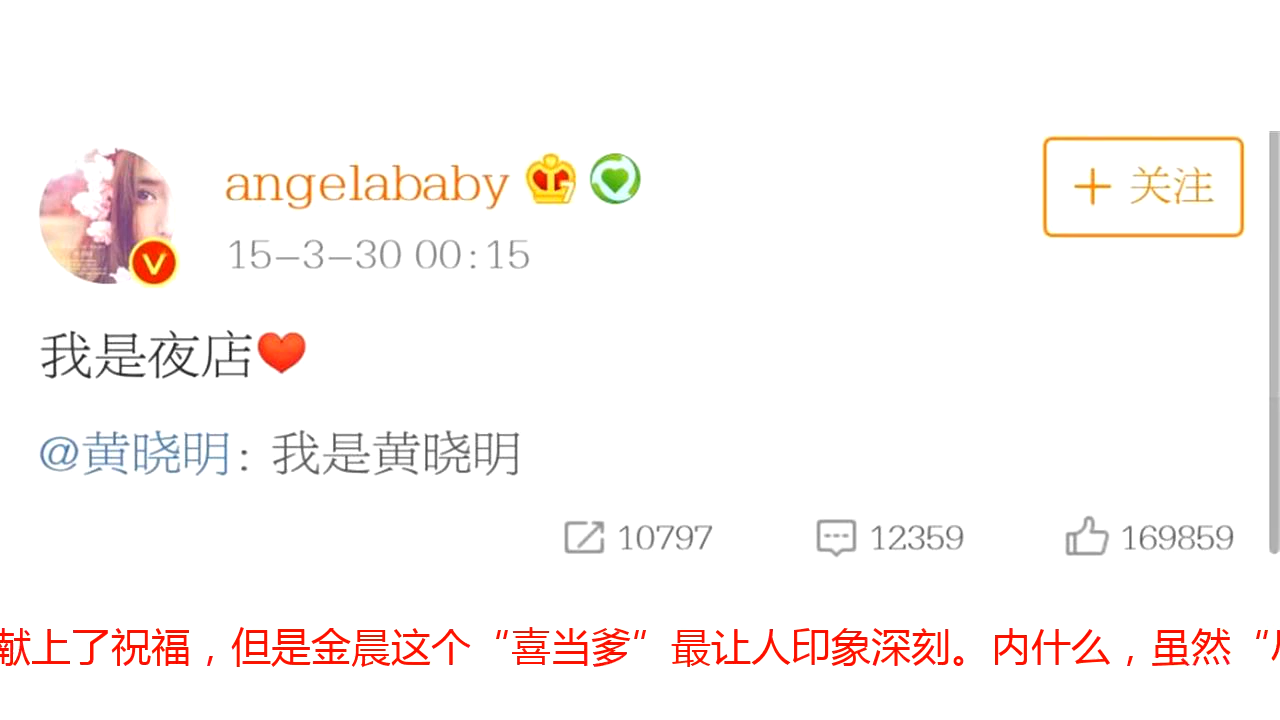 angelababy
15-3-30 00:15
+ 关注
我是夜店❤
@黄晓明: 我是黄晓明
10797
12359
169859
献上了祝福，但是金晨这个“喜当爹”最让人印象深刻。内什么，虽然“